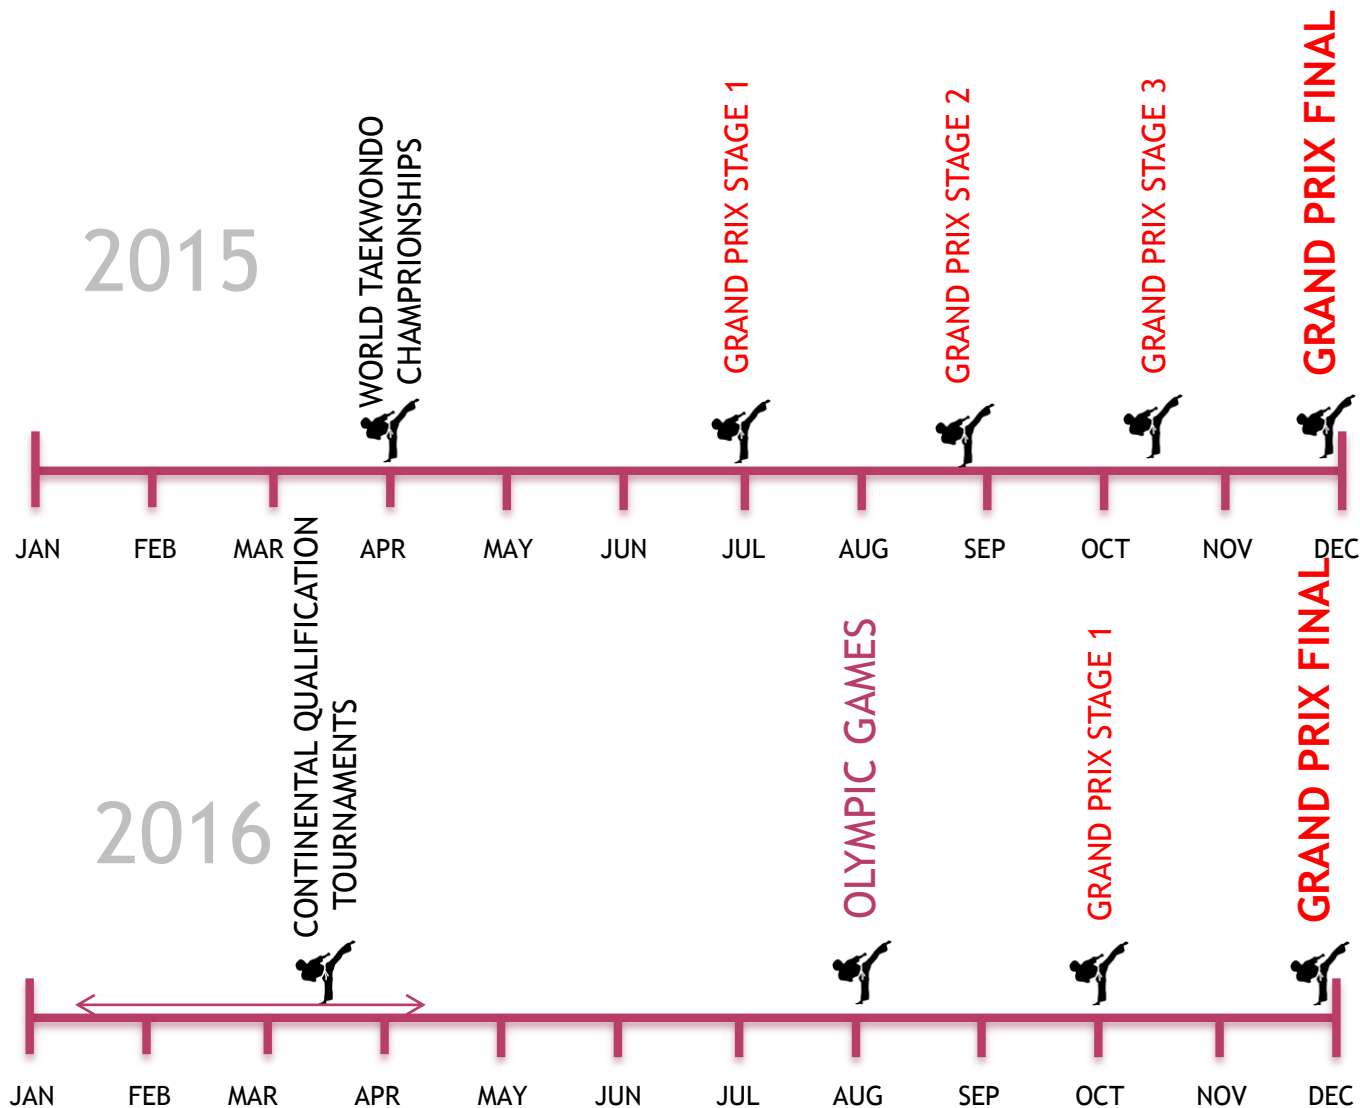 2015
WORLD TAEKWONDO
CHAMPRIONSHIPS
GRAND PRIX STAGE 1
GRAND PRIX STAGE 2
GRAND PRIX STAGE 3
GRAND PRIX FINAL
JAN FEB MAR APR MAY JUN JUL AUG SEP OCT NOV DEC
2016
CONTINENTAL QUALIFICATION
TOURNAMENTS
OLYMPIC GAMES
GRAND PRIX STAGE 1
GRAND PRIX FINAL
JAN FEB MAR APR MAY JUN JUL AUG SEP OCT NOV DEC